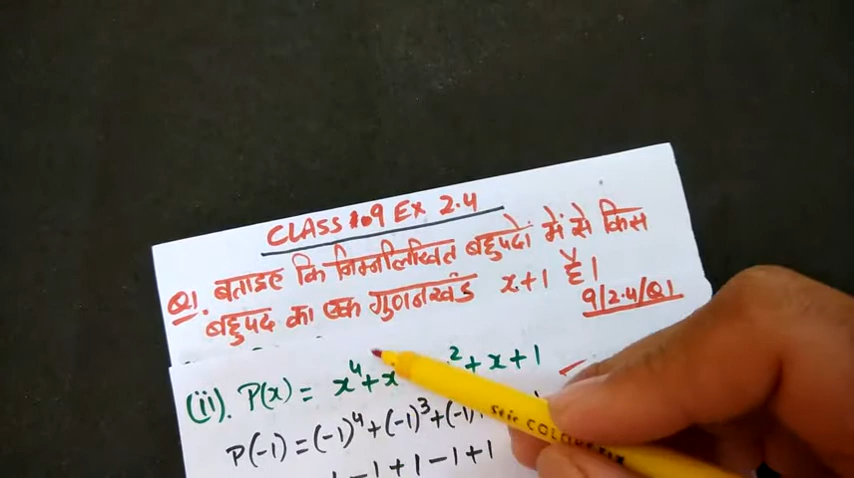 CLASS 9 EX 2.4
Q1. बताइए कि निम्नलिखित बहुपदों में से किस
बहुपद का एक गुणनखंड x+1 है।
9/2.4/Q1
(ii). P(x) = x⁴+x ² + x + 1
P(-1) = (-1)⁴+(-1)³+(-1)
-1+1-1+1